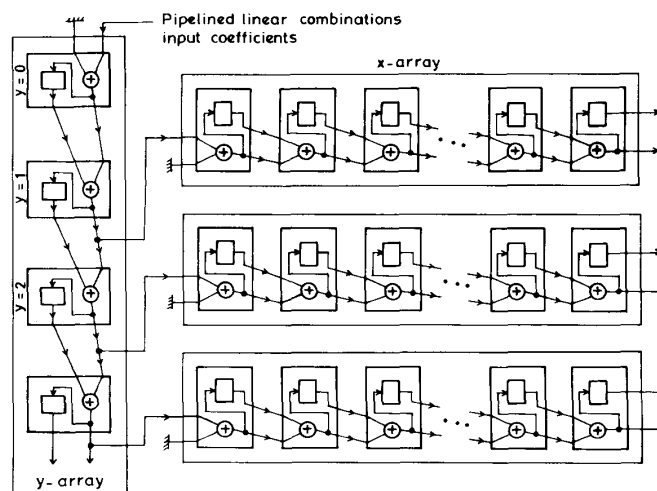 Pipelined linear combinations
input coefficients
x-array
y=0
y=1
y=2
y-array